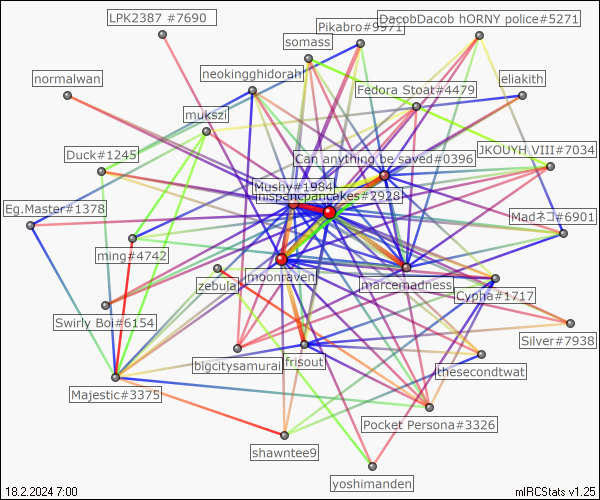 LPK2387 #7690
DacobDacob hORNY police#5271
Pikabro#9971
somass
neokingghidorah
normalwan
eliakith
Fedora Stoat#4479
mukszi
JKOUYH VIII#7034
Duck#1245
Can anything be saved#0396
Mushy#1984
mspencpancakes#2928
Eg.Master#1378
Madネコ#6901
ming#4742
moonraven
marcemadness
zebula
Cypha#1717
Swirly Boi#6154
Silver#7938
bigcitysamurai
frisout
thesecondtwat
Majestic#3375
Pocket Persona#3326
shawntee9
yoshimanden
18.2.2024 7:00
mIRCStats v1.25